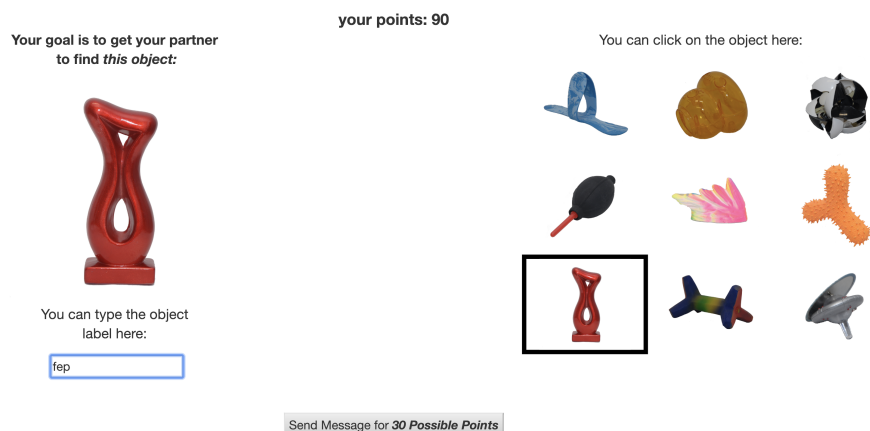 your points: 90
Your goal is to get your partner
to find this object:
You can click on the object here:
You can type the object
label here:
fep
Send Message for 30 Possible Points